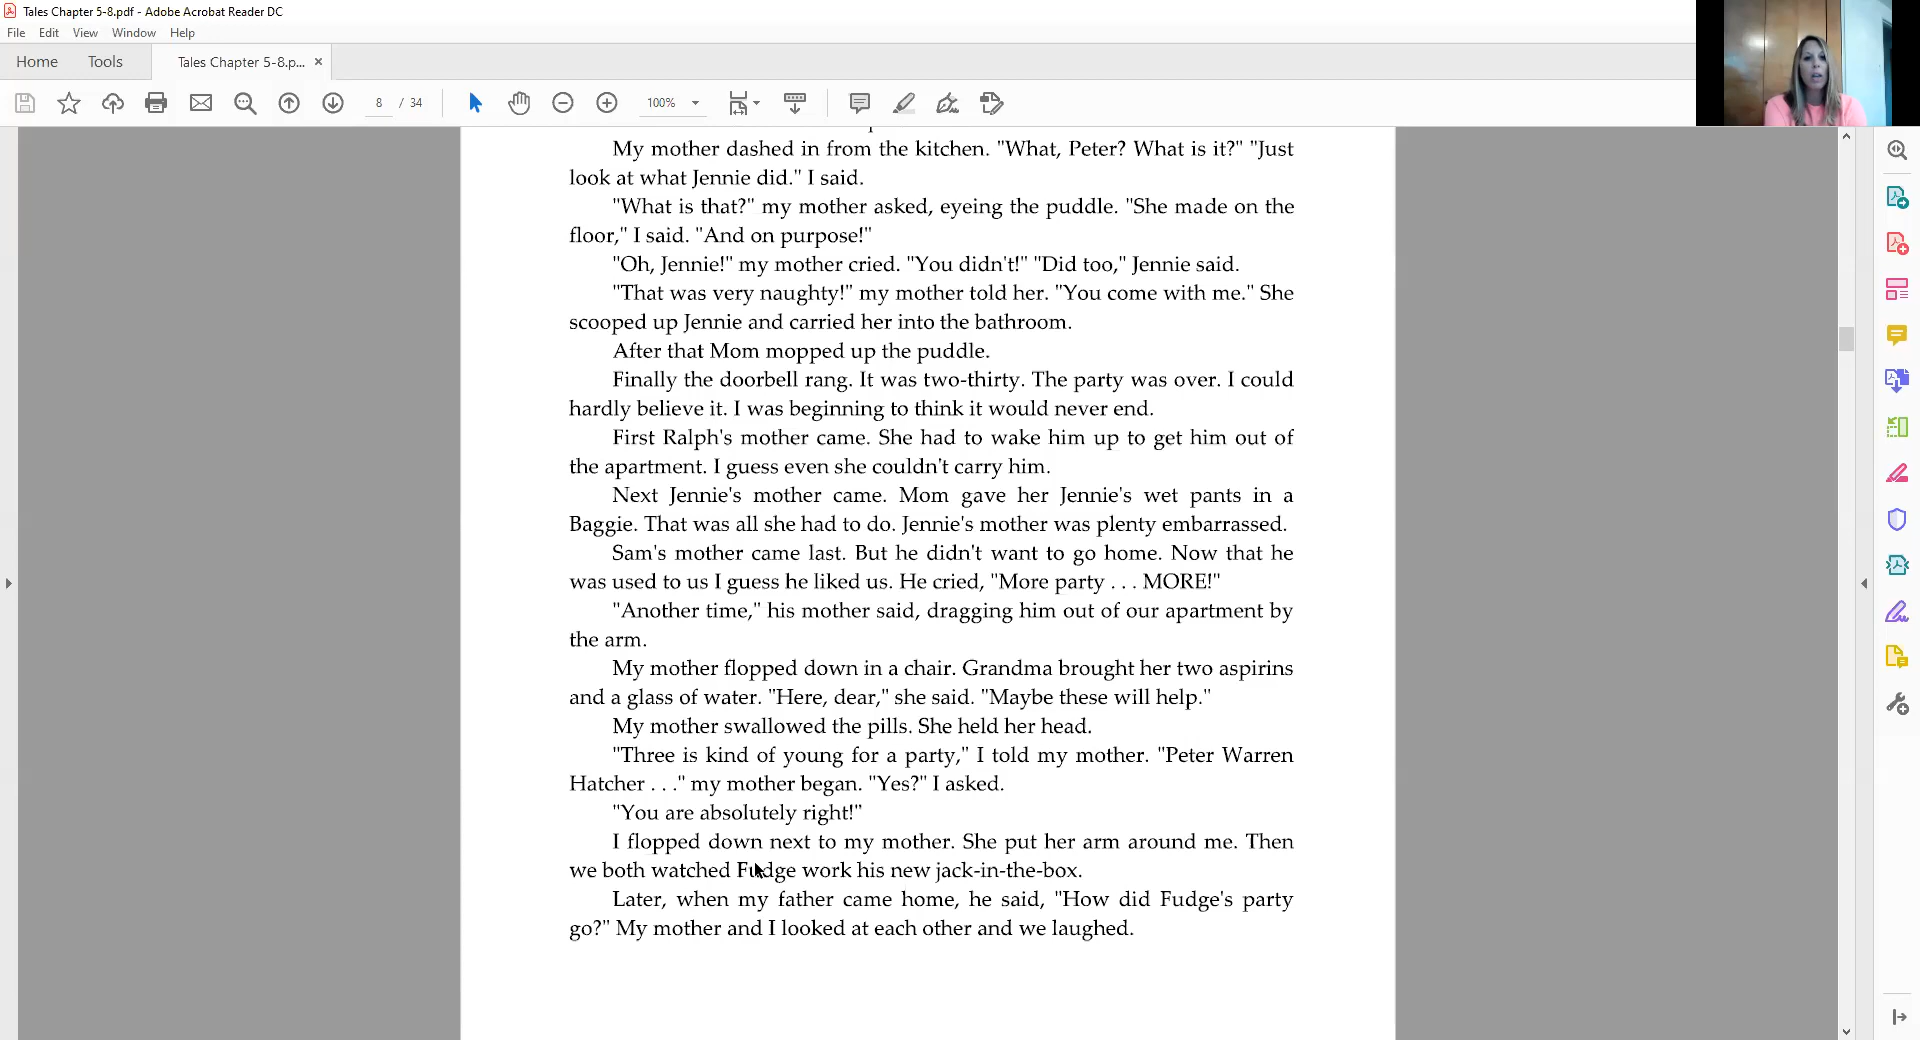 Tales Chapter 5-8.pdf - Adobe Acrobat Reader DC
File Edit View Window Help
Home Tools Tales Chapter 5-8.p... ×
8 / 34 100%
My mother dashed in from the kitchen. "What, Peter? What is it?" "Just
look at what Jennie did." I said.
"What is that?" my mother asked, eyeing the puddle. "She made on the
floor," I said. "And on purpose!"
"Oh, Jennie!" my mother cried. "You didn't!" "Did too," Jennie said.
"That was very naughty!" my mother told her. "You come with me." She
scooped up Jennie and carried her into the bathroom.
After that Mom mopped up the puddle.
Finally the doorbell rang. It was two-thirty. The party was over. I could
hardly believe it. I was beginning to think it would never end.
First Ralph's mother came. She had to wake him up to get him out of
the apartment. I guess even she couldn't carry him.
Next Jennie's mother came. Mom gave her Jennie's wet pants in a
Baggie. That was all she had to do. Jennie's mother was plenty embarrassed.
Sam's mother came last. But he didn't want to go home. Now that he
was used to us I guess he liked us. He cried, "More party . . . MORE!"
"Another time," his mother said, dragging him out of our apartment by
the arm.
My mother flopped down in a chair. Grandma brought her two aspirins
and a glass of water. "Here, dear," she said. "Maybe these will help."
My mother swallowed the pills. She held her head.
"Three is kind of young for a party," I told my mother. "Peter Warren
Hatcher . . ." my mother began. "Yes?" I asked.
"You are absolutely right!"
I flopped down next to my mother. She put her arm around me. Then
we both watched Fudge work his new jack-in-the-box.
Later, when my father came home, he said, "How did Fudge's party
go?" My mother and I looked at each other and we laughed.